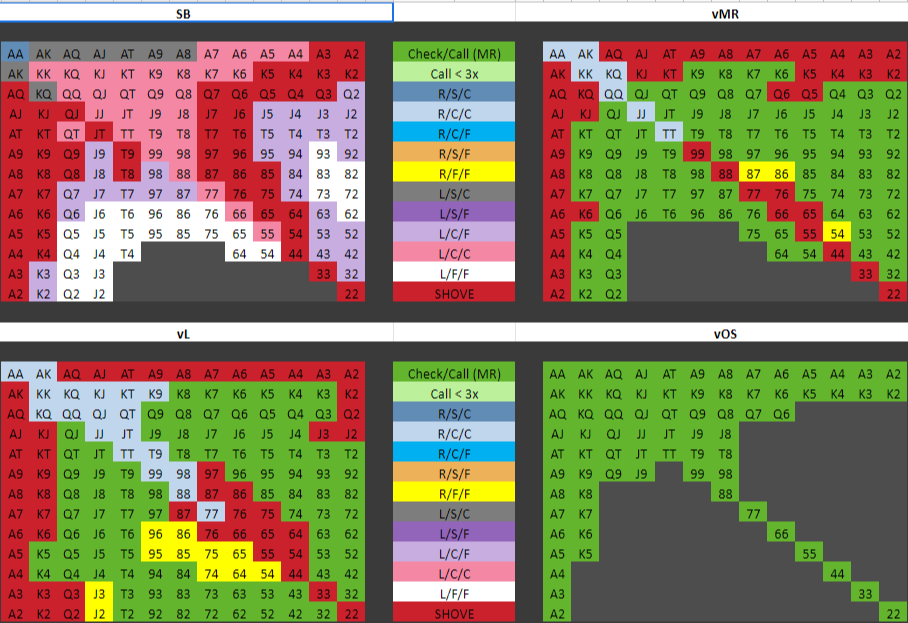 SB vMR
AA AK AQ AJ AT A9 A8 A7 A6 A5 A4 A3 A2 Check/Call (MR) AA AK AQ AJ AT A9 A8 A7 A6 A5 A4 A3 A2
AK KK KQ KJ KT K9 K8 K7 K6 K5 K4 K3 K2 Call < 3x AK KK KQ KJ KT K9 K8 K7 K6 K5 K4 K3 K2
AQ KQ QQ QJ QT Q9 Q8 Q7 Q6 Q5 Q4 Q3 Q2 R/S/C AQ KQ QQ QJ QT Q9 Q8 Q7 Q6 Q5 Q4 Q3 Q2
AJ KJ QJ JJ JT J9 J8 J7 J6 J5 J4 J3 J2 R/C/C AJ KJ QJ JJ JT J9 J8 J7 J6 J5 J4 J3 J2
AT KT QT JT TT T9 T8 T7 T6 T5 T4 T3 T2 R/C/F AT KT QT JT TT T9 T8 T7 T6 T5 T4 T3 T2
A9 K9 Q9 J9 T9 99 98 97 96 95 94 93 92 R/S/F A9 K9 Q9 J9 T9 99 98 97 96 95 94 93 92
A8 K8 Q8 J8 T8 98 88 87 86 85 84 83 82 R/F/F A8 K8 Q8 J8 T8 98 88 87 86 85 84 83 82
A7 K7 Q7 J7 T7 97 87 77 76 75 74 73 72 L/S/C A7 K7 Q7 J7 T7 97 87 77 76 75 74 73 72
A6 K6 Q6 J6 T6 96 86 76 66 65 64 63 62 L/S/F A6 K6 Q6 J6 T6 96 86 76 66 65 64 63 62
A5 K5 Q5 J5 T5 95 85 75 65 55 54 53 52 L/C/F A5 K5 Q5 75 65 55 54 53 52
A4 K4 Q4 J4 T4 64 54 44 43 42 L/C/C A4 K4 Q4 64 54 44 43 42
A3 K3 Q3 J3 33 32 L/F/F A3 K3 Q3 33 32
A2 K2 Q2 J2 22 SHOVE A2 K2 Q2 22
vL vOS
AA AK AQ AJ AT A9 A8 A7 A6 A5 A4 A3 A2 Check/Call (MR) AA AK AQ AJ AT A9 A8 A7 A6 A5 A4 A3 A2
AK KK KQ KJ KT K9 K8 K7 K6 K5 K4 K3 K2 Call < 3x AK KK KQ KJ KT K9 K8 K7 K6 K5 K4 K3 K2
AQ KQ QQ QJ QT Q9 Q8 Q7 Q6 Q5 Q4 Q3 Q2 R/S/C AQ KQ QQ QJ QT Q9 Q8 Q7 Q6
AJ KJ QJ JJ JT J9 J8 J7 J6 J5 J4 J3 J2 R/C/C AJ KJ QJ JJ JT J9 J8
AT KT QT JT TT T9 T8 T7 T6 T5 T4 T3 T2 R/C/F AT KT QT JT TT T9 T8
A9 K9 Q9 J9 T9 99 98 97 96 95 94 93 92 R/S/F A9 K9 Q9 J9 99 98
A8 K8 Q8 J8 T8 98 88 87 86 85 84 83 82 R/F/F A8 K8 88
A7 K7 Q7 J7 T7 97 87 77 76 75 74 73 72 L/S/C A7 K7 77
A6 K6 Q6 J6 T6 96 86 76 66 65 64 63 62 L/S/F A6 K6 66
A5 K5 Q5 J5 T5 95 85 75 65 55 54 53 52 L/C/F A5 K5 55
A4 K4 Q4 J4 T4 94 84 74 64 54 44 43 42 L/C/C A4 44
A3 K3 Q3 J3 T3 93 83 73 63 53 43 33 32 L/F/F A3 33
A2 K2 Q2 J2 T2 92 82 72 62 52 42 32 22 SHOVE A2 22